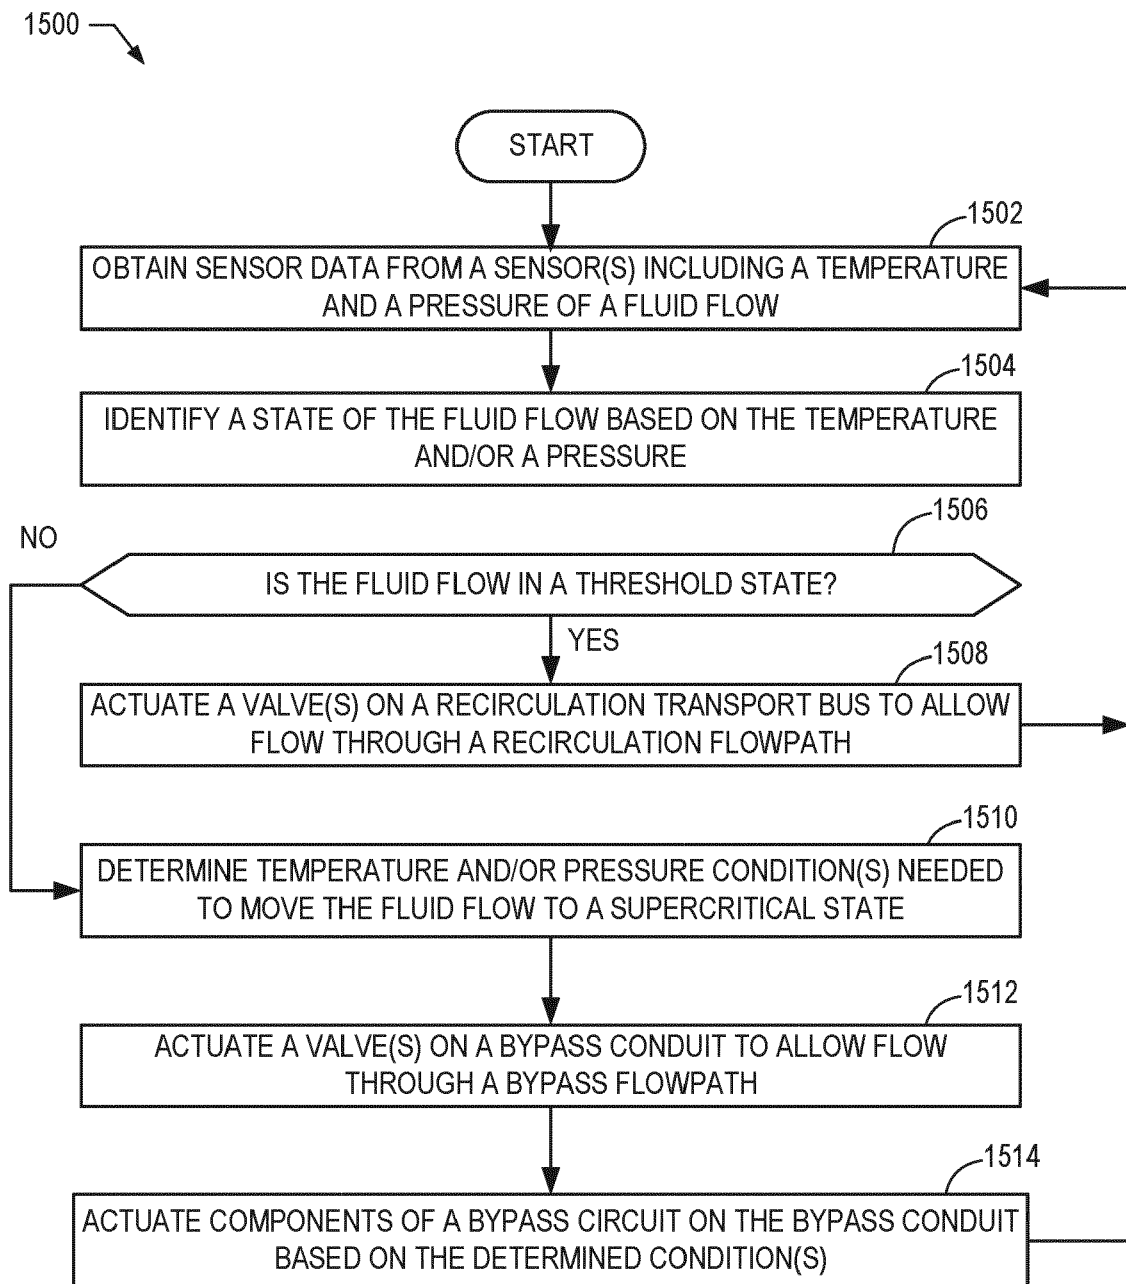 1500
START
1502
OBTAIN SENSOR DATA FROM A SENSOR(S) INCLUDING A TEMPERATURE
AND A PRESSURE OF A FLUID FLOW
1504
IDENTIFY A STATE OF THE FLUID FLOW BASED ON THE TEMPERATURE
AND/OR A PRESSURE
1506
NO
IS THE FLUID FLOW IN A THRESHOLD STATE?
YES
1508
ACTUATE A VALVE(S) ON A RECIRCULATION TRANSPORT BUS TO ALLOW
FLOW THROUGH A RECIRCULATION FLOWPATH
1510
DETERMINE TEMPERATURE AND/OR PRESSURE CONDITION(S) NEEDED
TO MOVE THE FLUID FLOW TO A SUPERCRITICAL STATE
1512
ACTUATE A VALVE(S) ON A BYPASS CONDUIT TO ALLOW FLOW
THROUGH A BYPASS FLOWPATH
1514
ACTUATE COMPONENTS OF A BYPASS CIRCUIT ON THE BYPASS CONDUIT
BASED ON THE DETERMINED CONDITION(S)